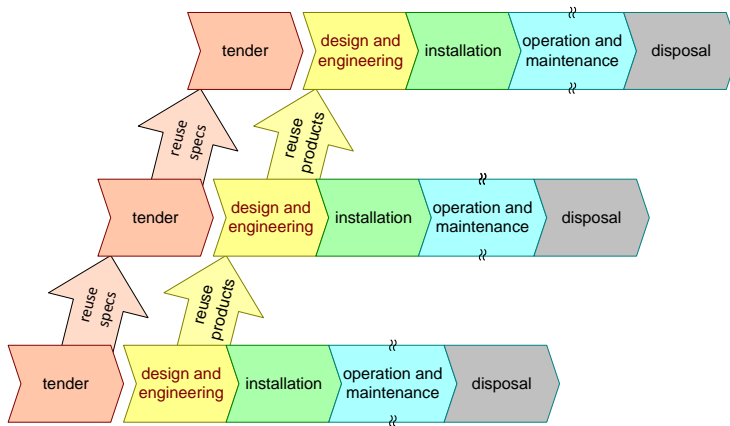 tender
design and
engineering
installation
operation and
maintenance
disposal
reuse
specs
reuse
products
tender
design and
engineering
installation
operation and
maintenance
disposal
reuse
specs
reuse
products
tender
design and
engineering
installation
operation and
maintenance
disposal